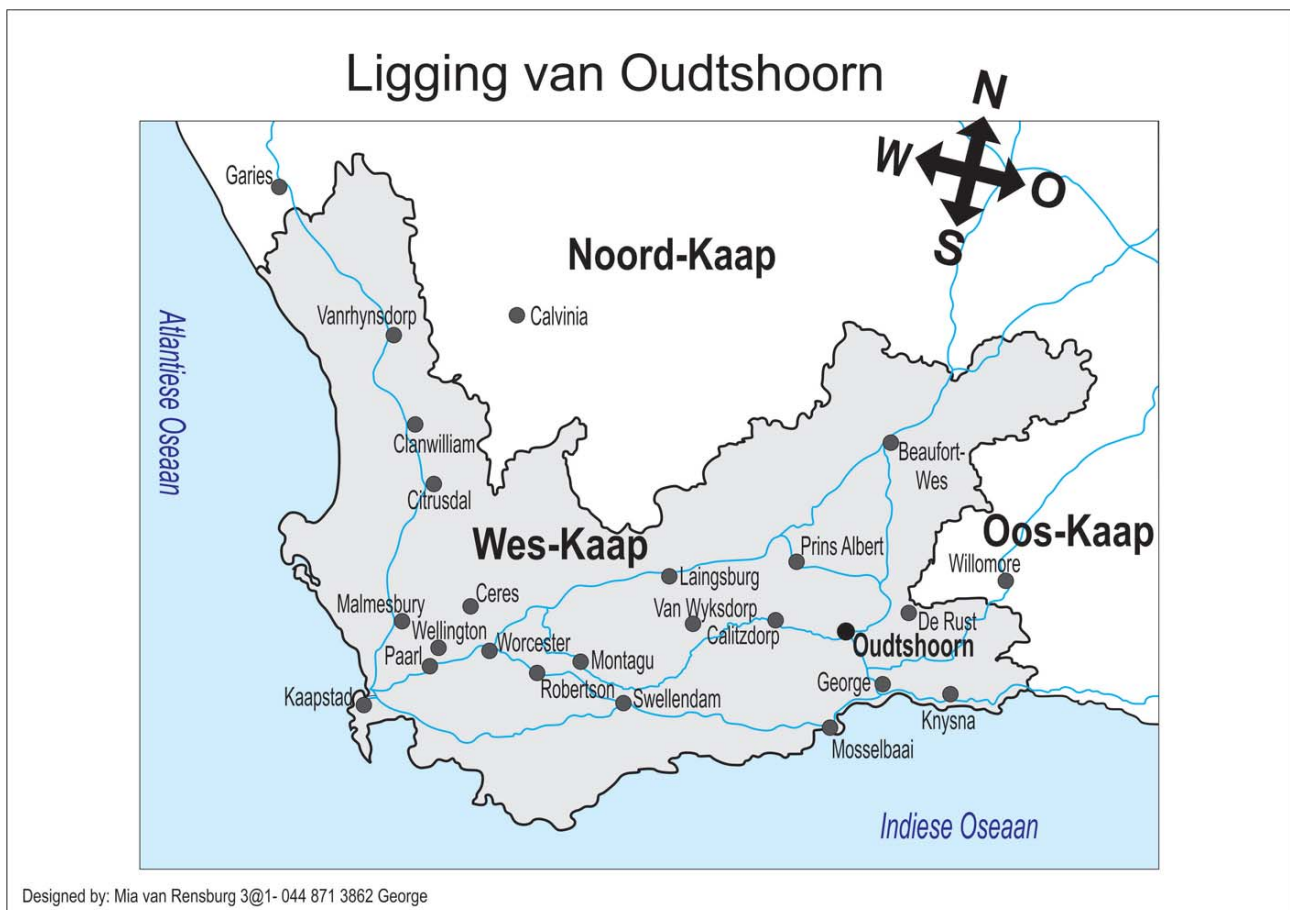 Ligging van Oudtshoorn
N
W
O
S
Garies
Noord-Kaap
Vanrhynsdorp
Calvinia
Atlantiese Oseaan
Clanwilliam
Beaufort-
Wes
Citrusdal
Wes-Kaap
Oos-Kaap
Prins Albert
Willomore
Laingsburg
Ceres
Malmesbury
Van Wyksdorp
Calitzdorp
De Rust
Wellington
Worcester
Oudtshoorn
Paarl
Montagu
Robertson
George
Kaapstad
Swellendam
Knysna
Mosselbaai
Indiese Oseaan
Designed by: Mia van Rensburg 3@1- 044 871 3862 George